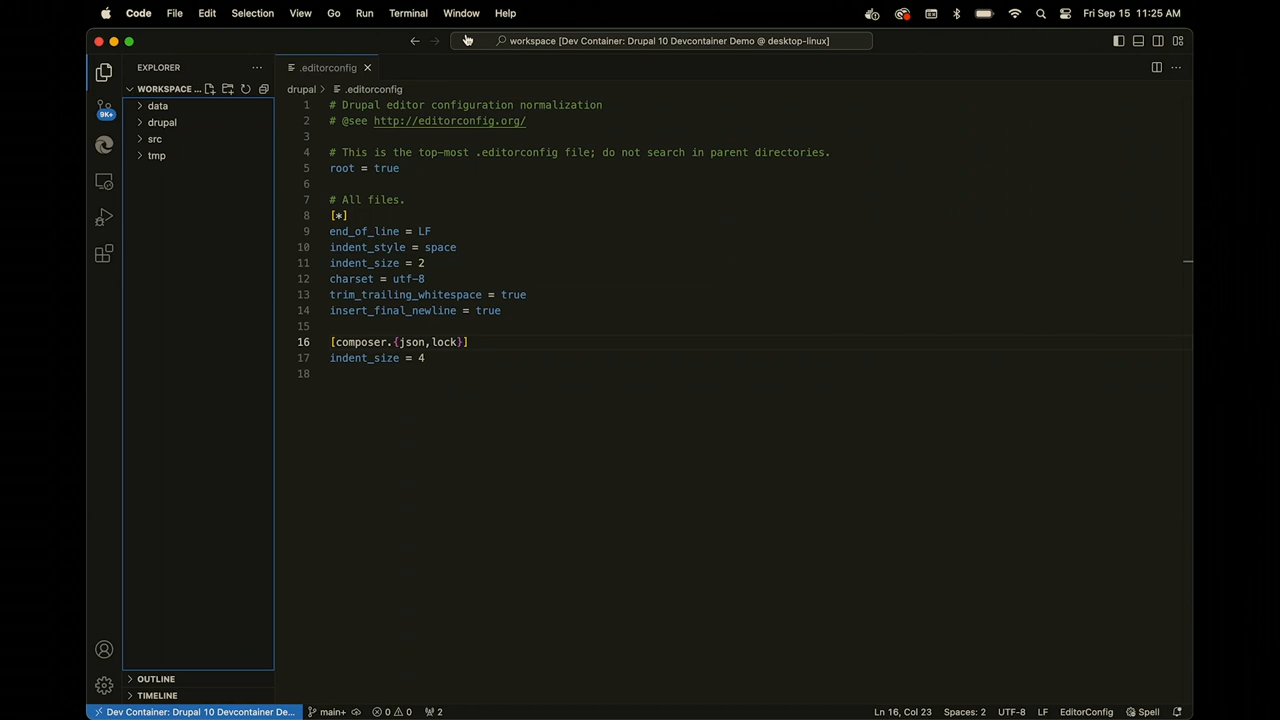 Code File Edit Selection View Go Run Terminal Window Help Fri Sep 15 11:25 AM
workspace [Dev Container: Drupal 10 Devcontainer Demo @ desktop-linux]
EXPLORER
.editorconfig
WORKSPACE ...
drupal > .editorconfig
data
drupal
src
tmp
9K+
1 # Drupal editor configuration normalization
2 # @see http://editorconfig.org/
3
4 # This is the top-most .editorconfig file; do not search in parent directories.
5 root = true
6
7 # All files.
8 [*]
9 end_of_line = LF
10 indent_style = space
11 indent_size = 2
12 charset = utf-8
13 trim_trailing_whitespace = true
14 insert_final_newline = true
15
16 [composer.{json,lock}]
17 indent_size = 4
18
OUTLINE
TIMELINE
Dev Container: Drupal 10 Devcontainer De... main+ 0 0 2 Ln 16, Col 23 Spaces: 2 UTF-8 LF EditorConfig Spell